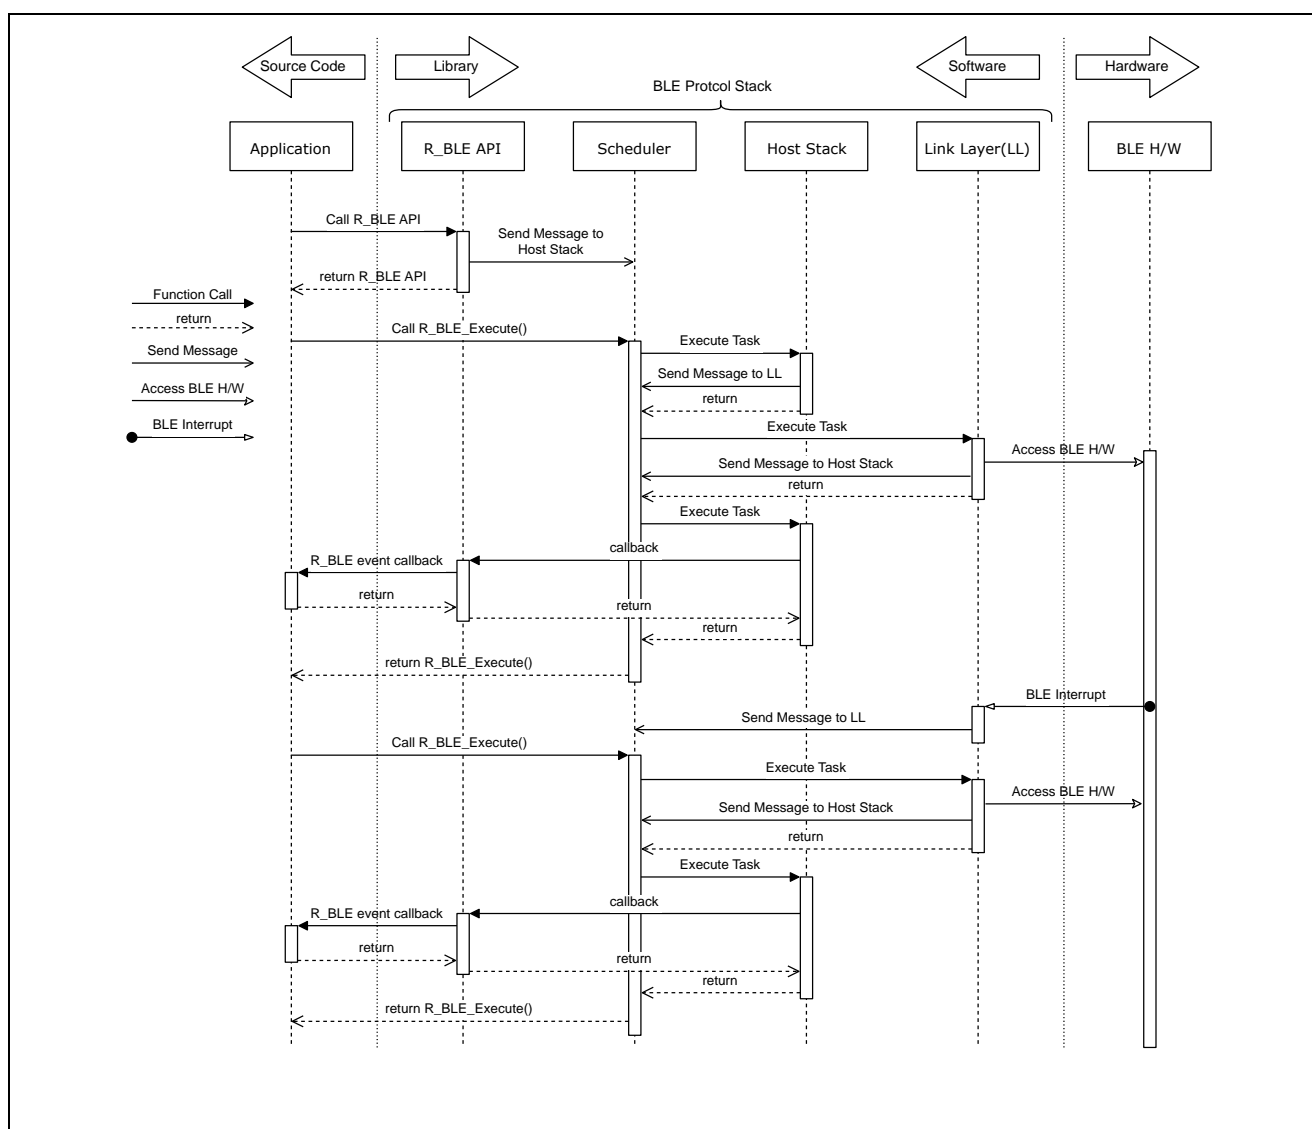 Source Code
Library
Software
Hardware
BLE Protcol Stack
Application
R_BLE API
Scheduler
Host Stack
Link Layer(LL)
BLE H/W
Call R_BLE API
Send Message to
Host Stack
return R_BLE API
Function Call
return
Send Message
Access BLE H/W
BLE Interrupt
Call R_BLE_Execute()
Execute Task
Send Message to LL
return
Execute Task
Access BLE H/W
Send Message to Host Stack
return
Execute Task
callback
R_BLE event callback
return
return
return
return R_BLE_Execute()
BLE Interrupt
Send Message to LL
Call R_BLE_Execute()
Execute Task
Access BLE H/W
Send Message to Host Stack
return
Execute Task
callback
R_BLE event callback
return
return
return
return R_BLE_Execute()